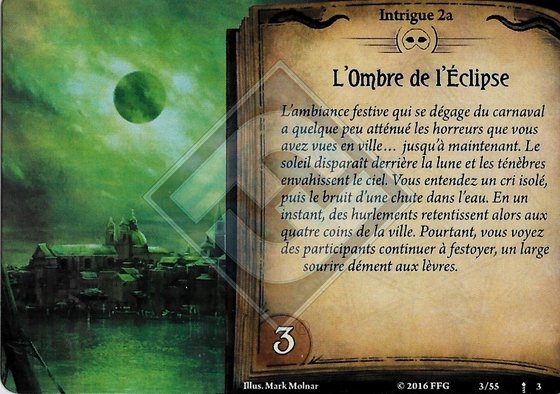 Intrigue 2a
L'Ombre de l'Éclipse
L'ambiance festive qui se dégage du carnaval
a quelque peu atténué les horreurs que vous
avez vues en ville… jusqu'à maintenant. Le
soleil disparaît derrière la lune et les ténèbres
envahissent le ciel. Vous entendez un cri isolé,
puis le bruit d'une chute dans l'eau. En un
instant, des hurlements retentissent alors aux
quatre coins de la ville. Pourtant, vous voyez
des participants continuer à festoyer, un large
sourire dément aux lèvres.
3
Illus. Mark Molnar © 2016 FFG 3/55 3